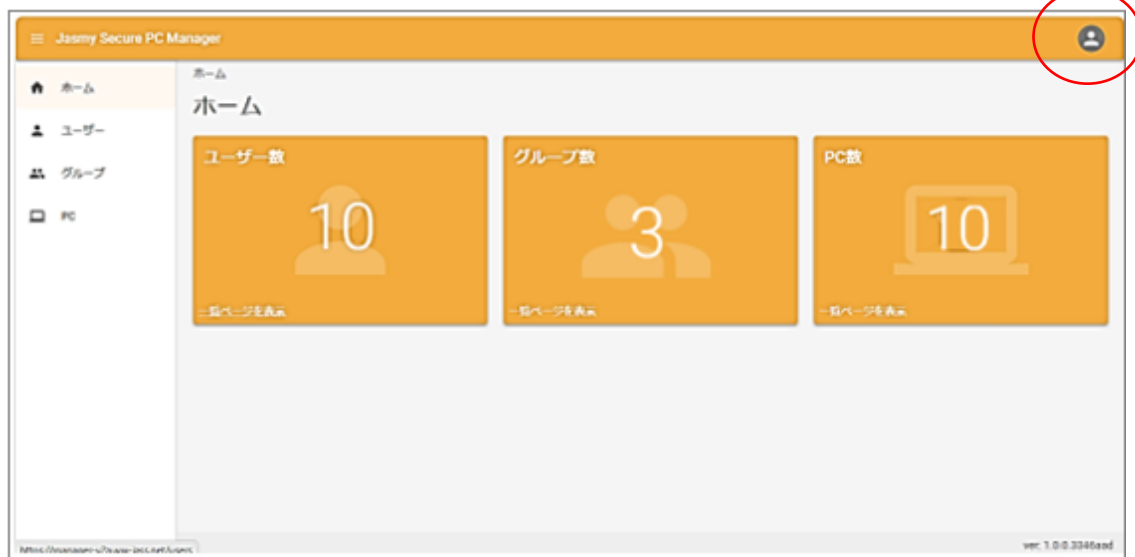 Jasmy Secure PC Manager
ホーム
ユーザー
グループ
PC
ホーム
ホーム
ユーザー数
10
一覧ページを表示
グループ数
3
一覧ページを表示
PC数
10
一覧ページを表示
ver: 1.0.0.3346aad